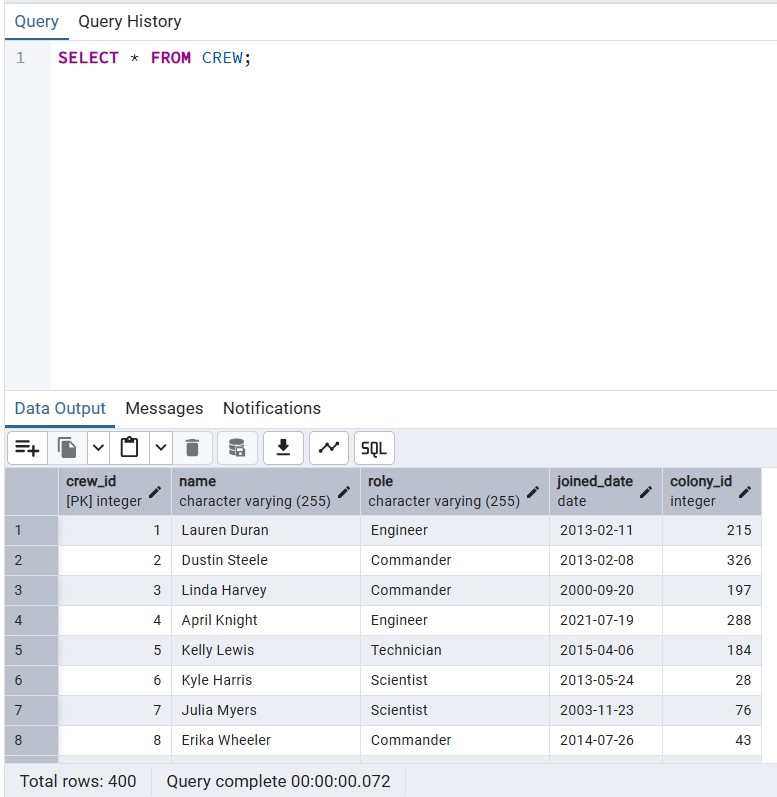 Query Query History
1 SELECT * FROM CREW;
Data Output Messages Notifications
SQL
crew_id name role joined_date colony_id
[PK] integer character varying (255) character varying (255) date integer
1 1 Lauren Duran Engineer 2013-02-11 215
2 2 Dustin Steele Commander 2013-02-08 326
3 3 Linda Harvey Commander 2000-09-20 197
4 4 April Knight Engineer 2021-07-19 288
5 5 Kelly Lewis Technician 2015-04-06 184
6 6 Kyle Harris Scientist 2013-05-24 28
7 7 Julia Myers Scientist 2003-11-23 76
8 8 Erika Wheeler Commander 2014-07-26 43
Total rows: 400 Query complete 00:00:00.072